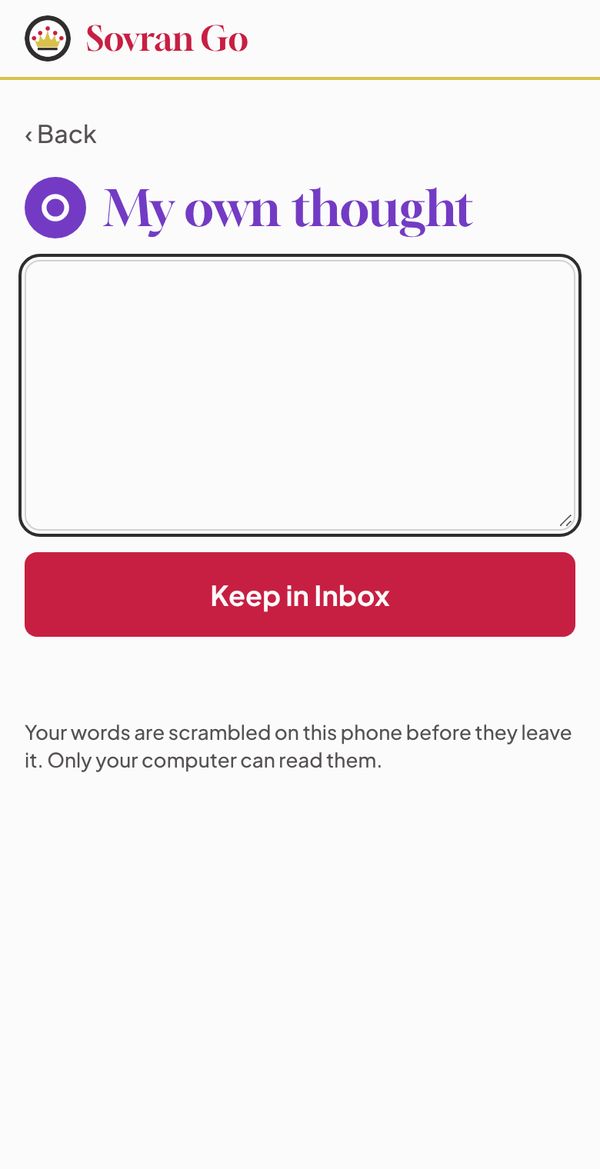 Sovran Go
‹ Back
My own thought
Keep in Inbox
Your words are scrambled on this phone before they leave
it. Only your computer can read them.